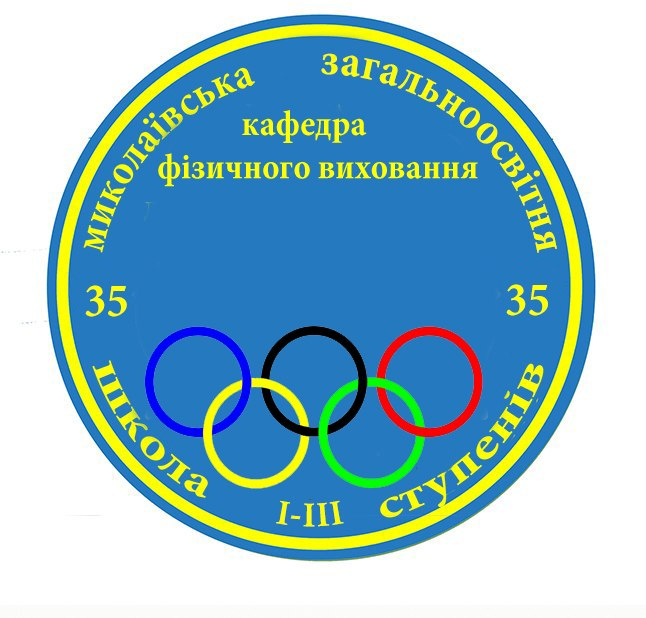 миколаївська загальноосвітня
кафедра
фізичного виховання
35 35
школа I-III ступенів